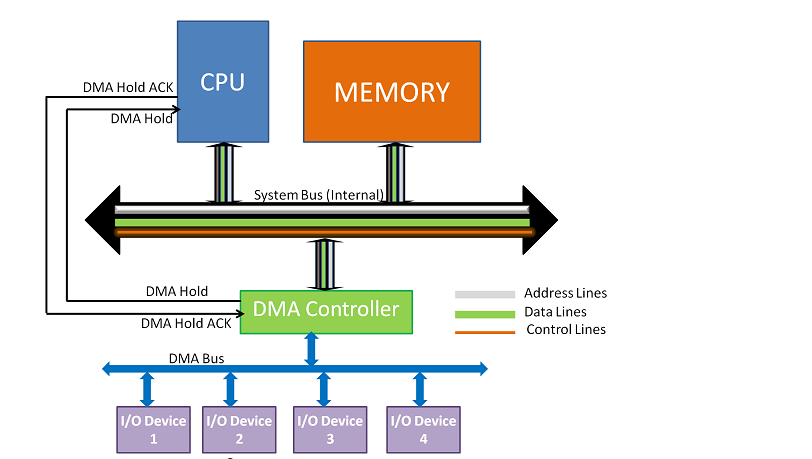 CPU
MEMORY
DMA Hold ACK
DMA Hold
System Bus (Internal)
DMA Hold
DMA Controller
DMA Hold ACK
Address Lines
Data Lines
Control Lines
DMA Bus
I/O Device
1
I/O Device
2
I/O Device
3
I/O Device
4